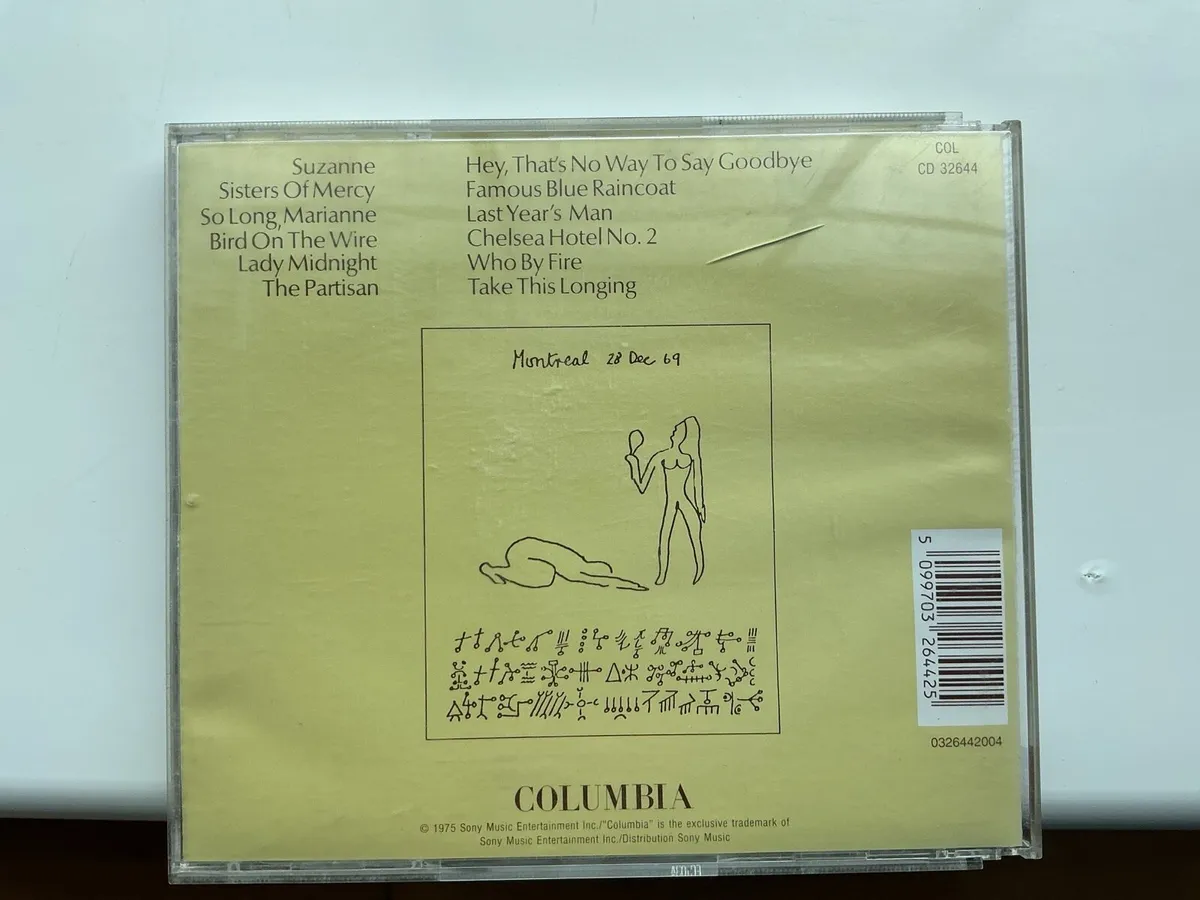 Suzanne
Sisters Of Mercy
So Long, Marianne
Bird On The Wire
Lady Midnight
The Partisan
Hey, That's No Way To Say Goodbye
Famous Blue Raincoat
Last Year's Man
Chelsea Hotel No. 2
Who By Fire
Take This Longing
COL
CD 32644
Montreal 28 Dec 69
5 099703 264425
0326442004
COLUMBIA
© 1975 Sony Music Entertainment Inc./"Columbia" is the exclusive trademark of
Sony Music Entertainment Inc./Distribution Sony Music